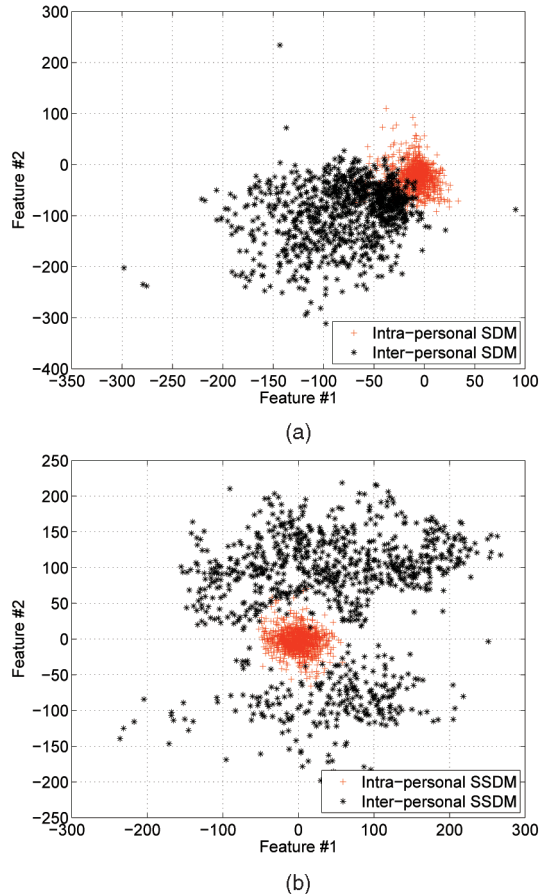 300
200
100
0
−100
−200
−300
−400
Feature #2
Intra−personal SDM
Inter−personal SDM
−350 −300 −250 −200 −150 −100 −50 0 50 100
Feature #1
(a)
250
200
150
100
50
0
−50
−100
−150
−200
−250
Feature #2
Intra−personal SSDM
Inter−personal SSDM
−300 −200 −100 0 100 200 300
Feature #1
(b)